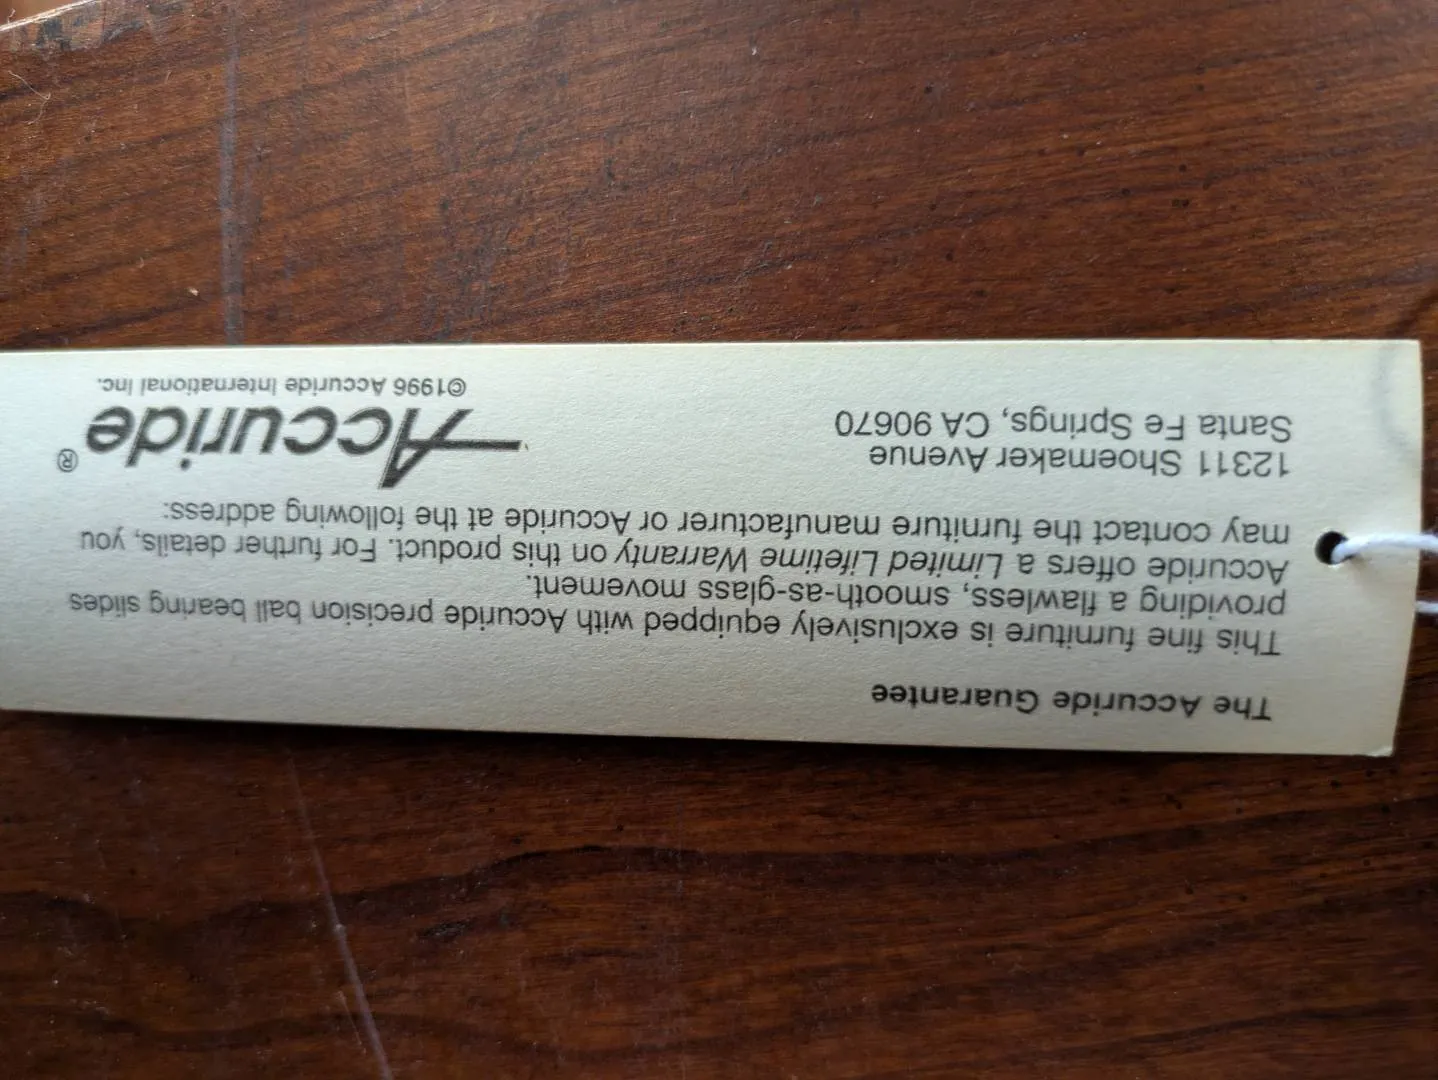 The Accuride Guarantee
This fine furniture is exclusively equipped with Accuride precision ball bearing slides
providing a flawless, smooth-as-glass movement.
Accuride offers a Limited Lifetime Warranty on this product. For further details, you
may contact the furniture manufacturer or Accuride at the following address:
12311 Shoemaker Avenue
Santa Fe Springs, CA 90670
Accuride®
©1996 Accuride International Inc.